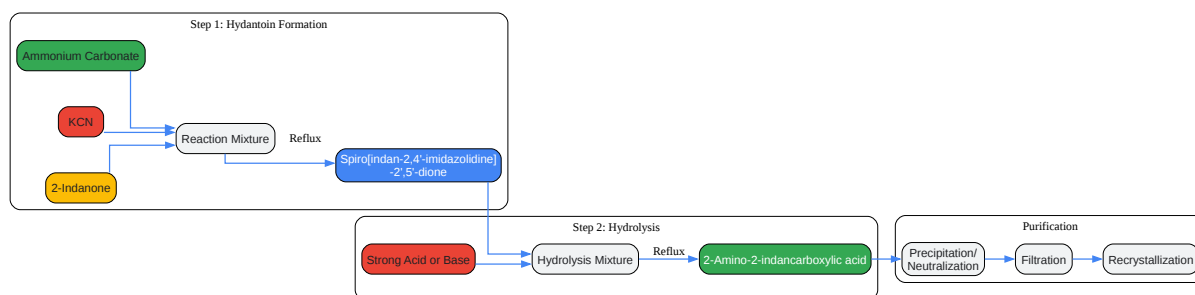 Step 1: Hydantoin Formation
Ammonium Carbonate
KCN
Reaction Mixture
Reflux
2-Indanone
Spiro[indan-2,4'-imidazolidine]
-2',5'-dione
Step 2: Hydrolysis
Strong Acid or Base
Hydrolysis Mixture
Reflux
2-Amino-2-indancarboxylic acid
Purification
Precipitation/
Neutralization
Filtration
Recrystallization